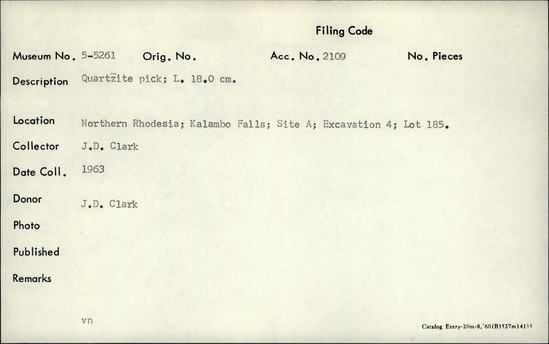 Filing Code
Museum No. 5-5261 Orig. No. Acc. No. 2109 No. Pieces
Description Quartzite pick; L. 18.0 cm.
Location Northern Rhodesia; Kalambo Falls; Site A; Excavation 4; Lot 185.
Collector J.D. Clark
Date Coll. 1963
Donor J.D. Clark
Photo
Published
Remarks
vn
Catalog Entry-20m-8,'60